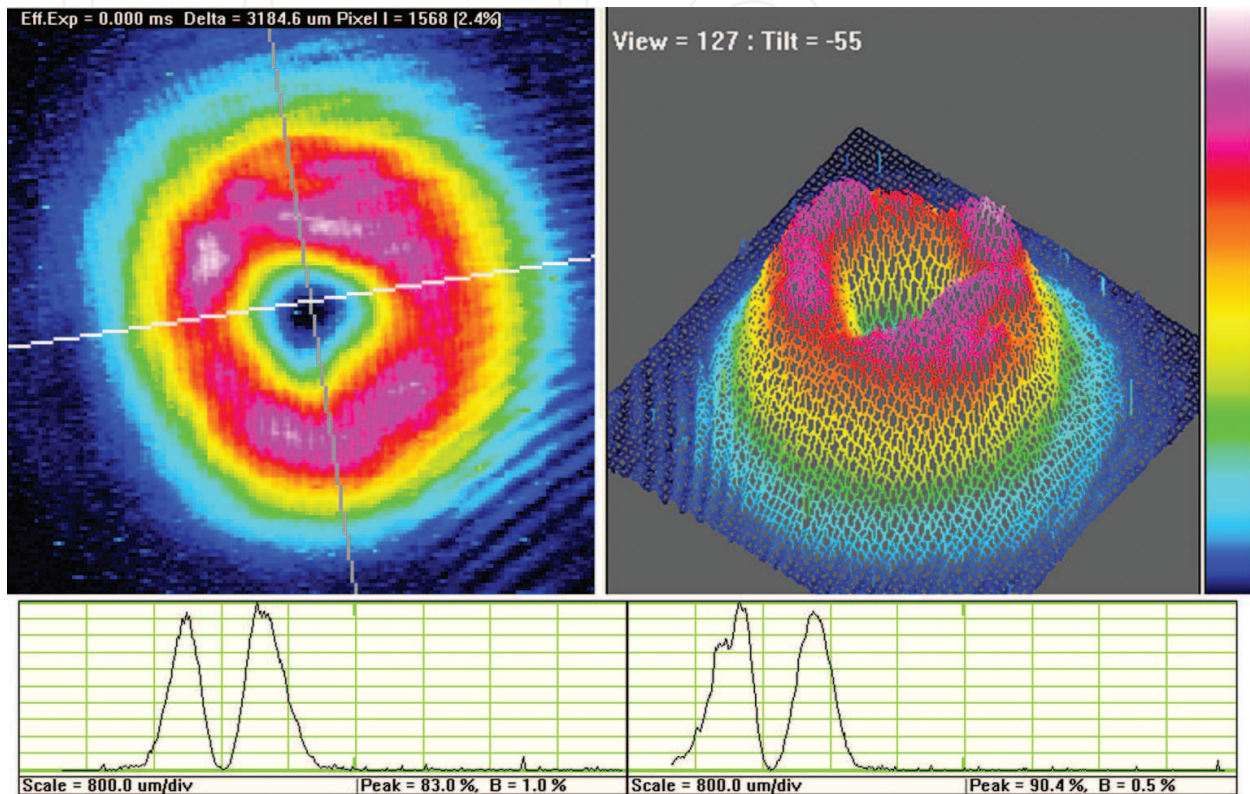 Eff.Exp = 0.000 ms Delta = 3184.6 um Pixel I = 1568 (2.4%)
View = 127 : Tilt = -55
Scale = 800.0 um/div
Peak = 83.0 %, B = 1.0 %
Scale = 800.0 um/div
Peak = 90.4 %, B = 0.5 %